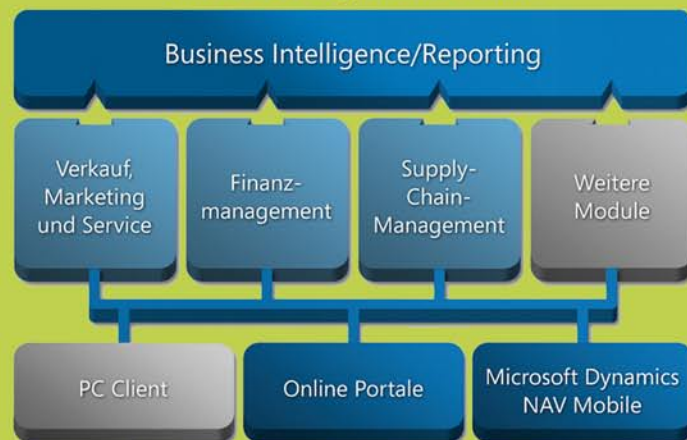 Business Intelligence/Reporting
Verkauf,
Marketing
und Service
Finanz-
management
Supply-
Chain-
Management
Weitere
Module
PC Client
Online Portale
Microsoft Dynamics
NAV Mobile